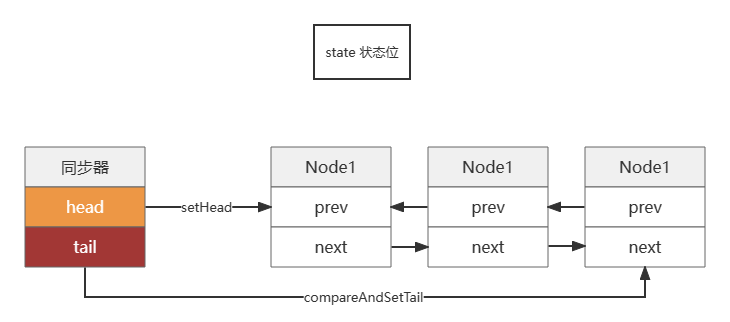 state 状态位
同步器
head
tail
setHead
Node1
prev
next
Node1
prev
next
Node1
prev
next
compareAndSetTail